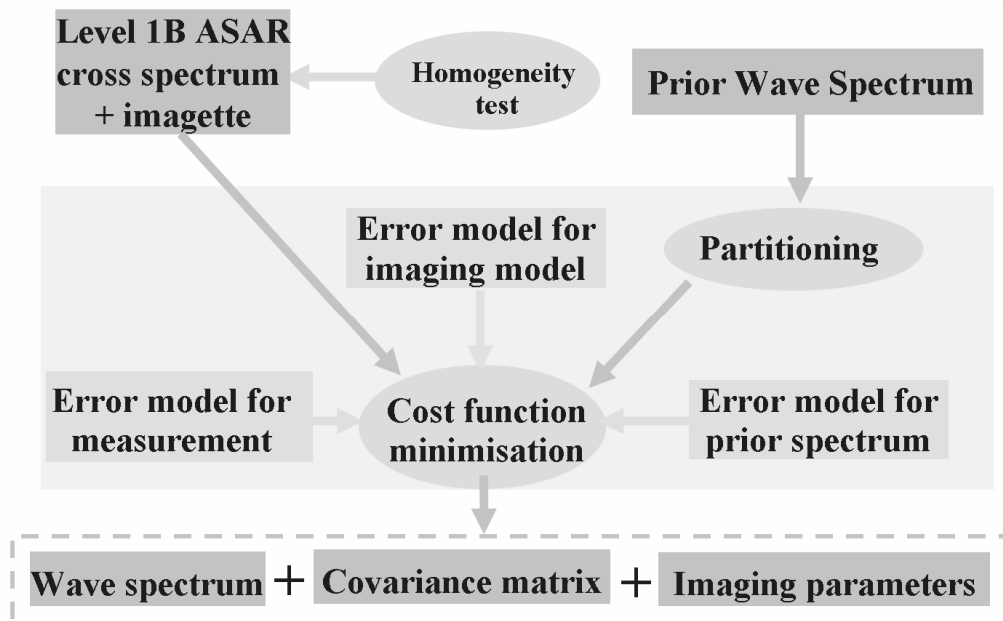 Level 1B ASAR
cross spectrum
+ imagette
Homogeneity
test
Prior Wave Spectrum
Error model for
imaging model
Partitioning
Error model for
measurement
Cost function
minimisation
Error model for
prior spectrum
Wave spectrum + Covariance matrix + Imaging parameters